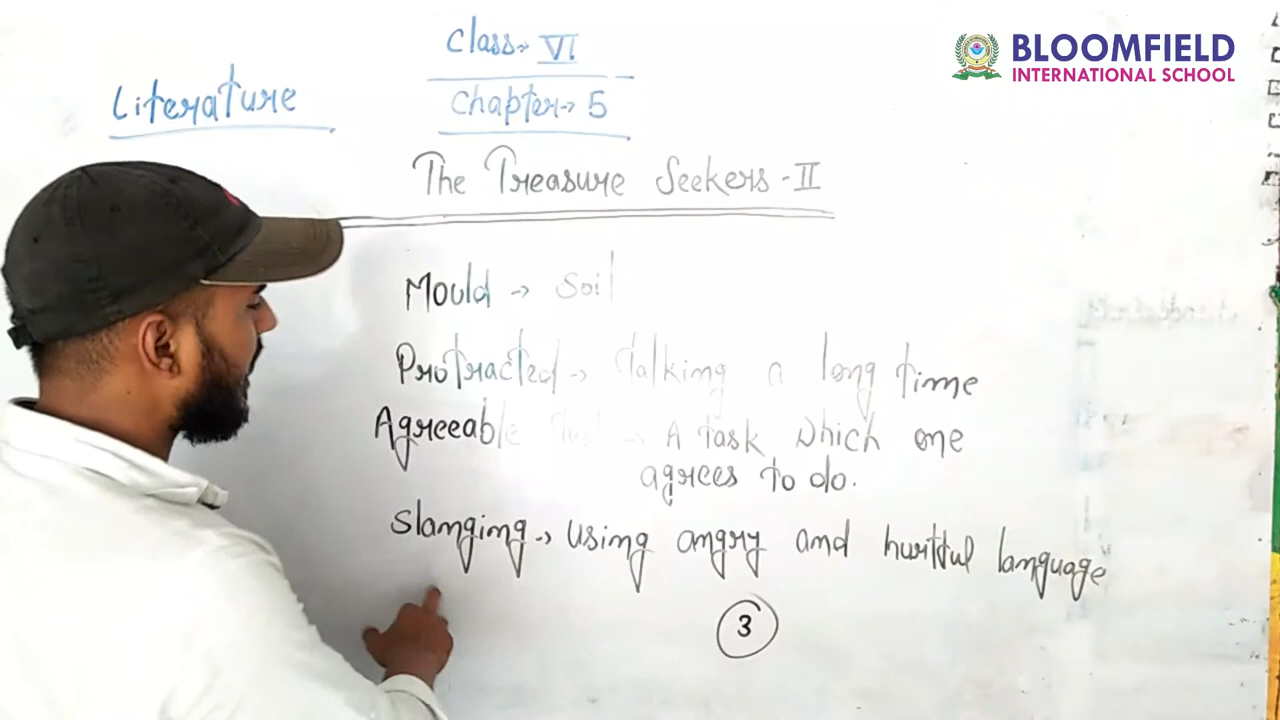 BLOOMFIELD
INTERNATIONAL SCHOOL
Class → VI
Literature
Chapter → 5
The Treasure Seekers - II
Mould → Soil
Protracted → Talking a long time
Agreeable Task → A task which one
agrees to do.
Slanging → Using angry and hurtful language
3